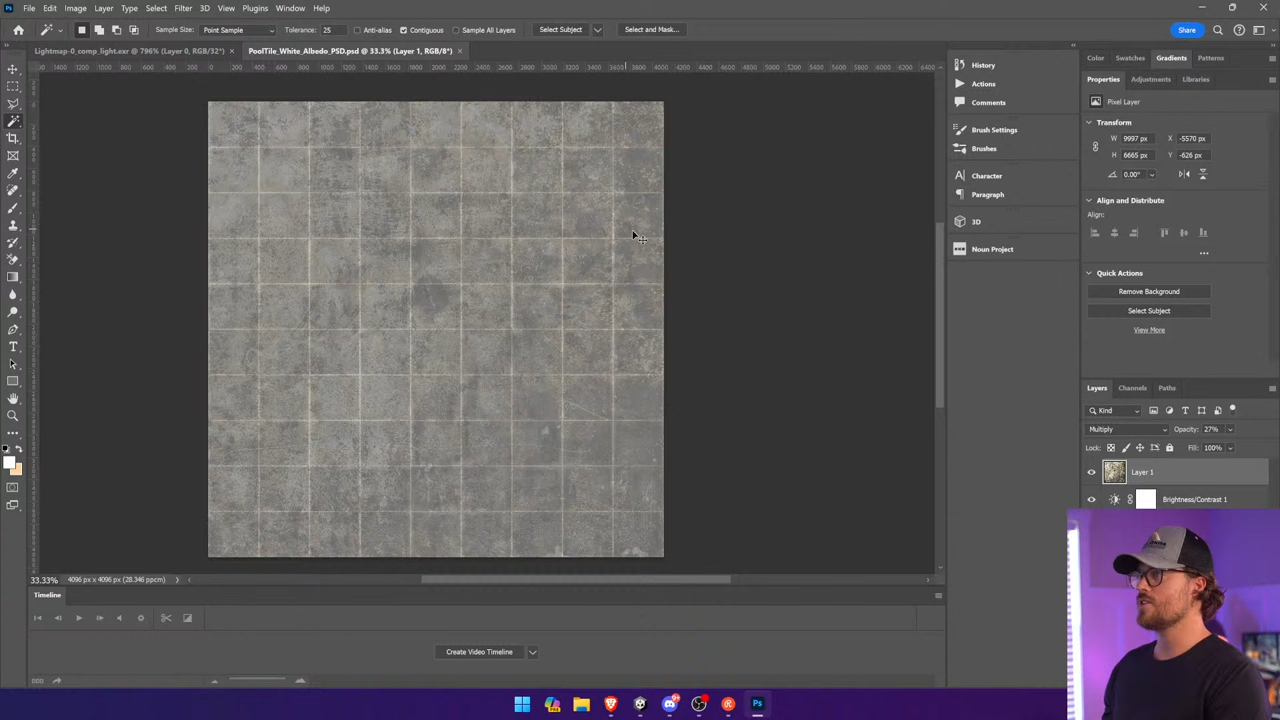 File Edit Image Layer Type Select Filter 3D View Plugins Window Help
Sample Size: Point Sample Tolerance: 25 Anti-alias Contiguous Sample All Layers Select Subject Select and Mask... Share
Lightmap-0_comp_light.exr @ 796% (Layer 0, RGB/32*) × PoolTile_White_Albedo_PSD.psd @ 33.3% (Layer 1, RGB/8*) ×
History
Actions
Comments
Brush Settings
Brushes
Character
Paragraph
3D
Noun Project
Color Swatches Gradients Patterns
Properties Adjustments Libraries
Pixel Layer
Transform
W 9997 px X -5570 px
H 6665 px Y -626 px
0.00°
Align and Distribute
Align:
Quick Actions
Remove Background
Select Subject
View More
Layers Channels Paths
Kind
Multiply Opacity: 27%
Lock: Fill: 100%
Layer 1
Brightness/Contrast 1
33.33% 4096 px x 4096 px (28.346 ppcm)
Timeline
Create Video Timeline